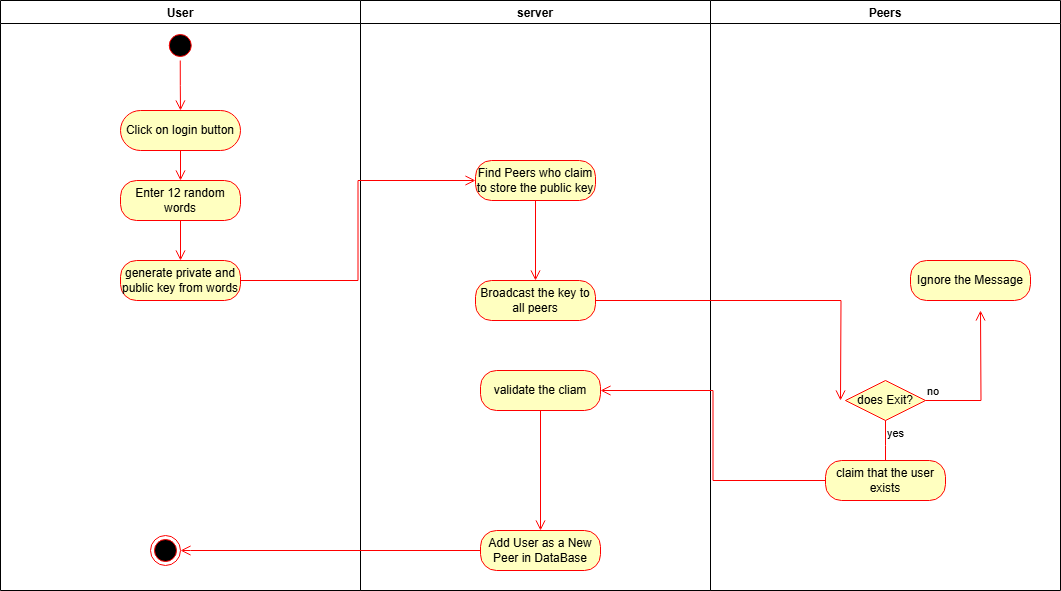 User
server
Peers
Click on login button
Enter 12 random
words
generate private and
public key from words
Find Peers who claim
to store the public key
Broadcast the key to
all peers
Ignore the Message
does Exit?
no
yes
claim that the user
exists
validate the cliam
Add User as a New
Peer in DataBase